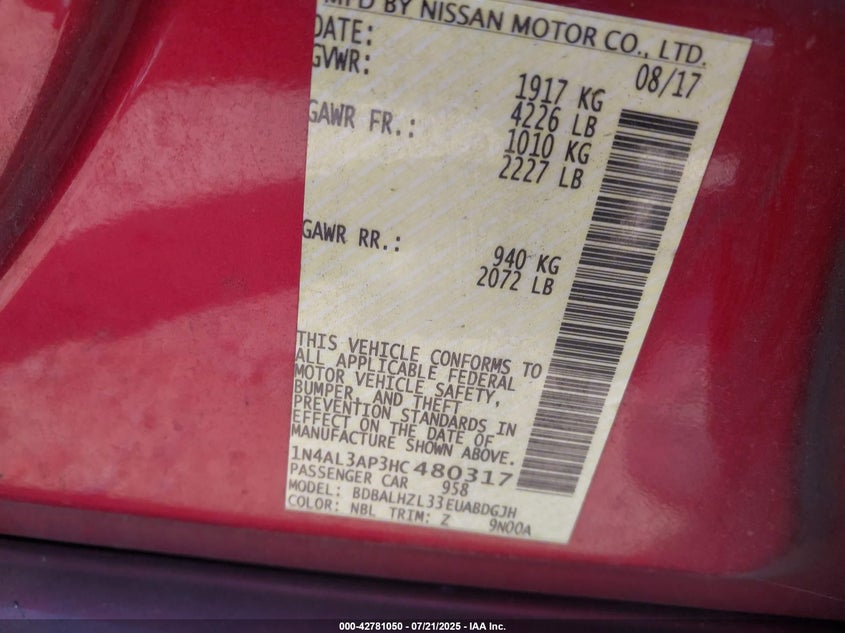 MFD BY NISSAN MOTOR CO., LTD.
DATE: 08/17
GVWR: 1917 KG
4226 LB
GAWR FR.: 1010 KG
2227 LB
GAWR RR.: 940 KG
2072 LB
THIS VEHICLE CONFORMS TO
ALL APPLICABLE FEDERAL
MOTOR VEHICLE SAFETY,
BUMPER, AND THEFT
PREVENTION STANDARDS IN
EFFECT ON THE DATE OF
MANUFACTURE SHOWN ABOVE.
1N4AL3AP3HC480317
PASSENGER CAR 958
MODEL: BDBALHZL33EUABDGJH
COLOR: NBL TRIM: Z 9N00A
000-42781050 - 07/21/2025 - IAA Inc.